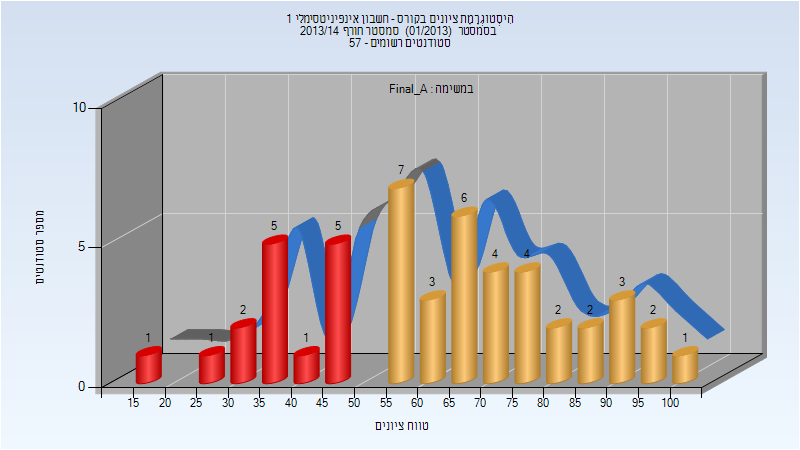 היסטוגרמת ציונים בקורס - חשבון אינפיניטסימלי 1
בסמסטר (01/2013) סמסטר חורף 2013/14
סטודנטים רשומים - 57
במשימה : Final_A
מספר סטודנטים
10
5
0
1
1
2
5
1
5
7
3
6
4
4
2
2
3
2
1
15 20 25 30 35 40 45 50 55 60 65 70 75 80 85 90 95 100
טווח ציונים